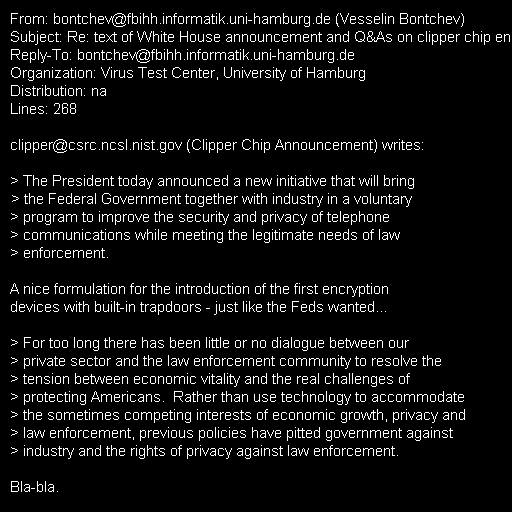 From: bontchev@fbihh.informatik.uni-hamburg.de (Vesselin Bontchev)
Subject: Re: text of White House announcement and Q&As on clipper chip en
Reply-To: bontchev@fbihh.informatik.uni-hamburg.de
Organization: Virus Test Center, University of Hamburg
Distribution: na
Lines: 268

clipper@csrc.ncsl.nist.gov (Clipper Chip Announcement) writes:

> The President today announced a new initiative that will bring
> the Federal Government together with industry in a voluntary
> program to improve the security and privacy of telephone
> communications while meeting the legitimate needs of law
> enforcement.

A nice formulation for the introduction of the first encryption
devices with built-in trapdoors - just like the Feds wanted...

> For too long there has been little or no dialogue between our
> private sector and the law enforcement community to resolve the
> tension between economic vitality and the real challenges of
> protecting Americans.  Rather than use technology to accommodate
> the sometimes competing interests of economic growth, privacy and
> law enforcement, previous policies have pitted government against
> industry and the rights of privacy against law enforcement.

Bla-bla.